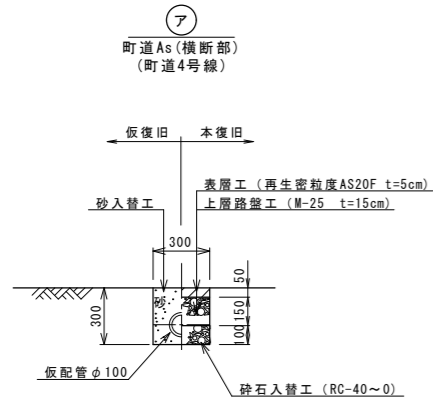 ア
町道As(横断部)
(町道4号線)
仮復旧 本復旧
表層工 (再生密粒度AS20F t=5cm)
砂入替工 上層路盤工 (M-25 t=15cm)
300
50
150
100
300
砂
仮配管φ100
砕石入替工 (RC-40~0)